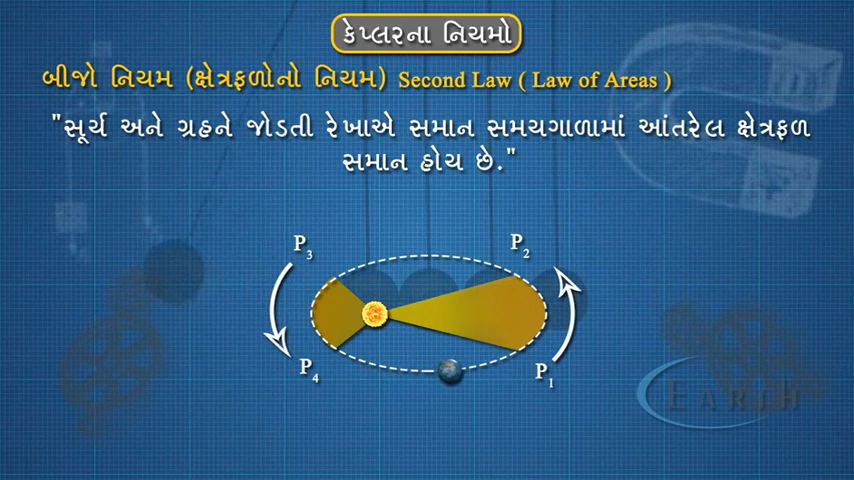 કેપ્લરના નિયમો
બીજો નિયમ (ક્ષેત્રફળોનો નિયમ) Second Law ( Law of Areas )
"સૂર્ય અને ગ્રહને જોડતી રેખાએ સમાન સમયગાળામાં આંતરેલ ક્ષેત્રફળ
સમાન હોય છે."
P3 P2
P4 P1
EARTH